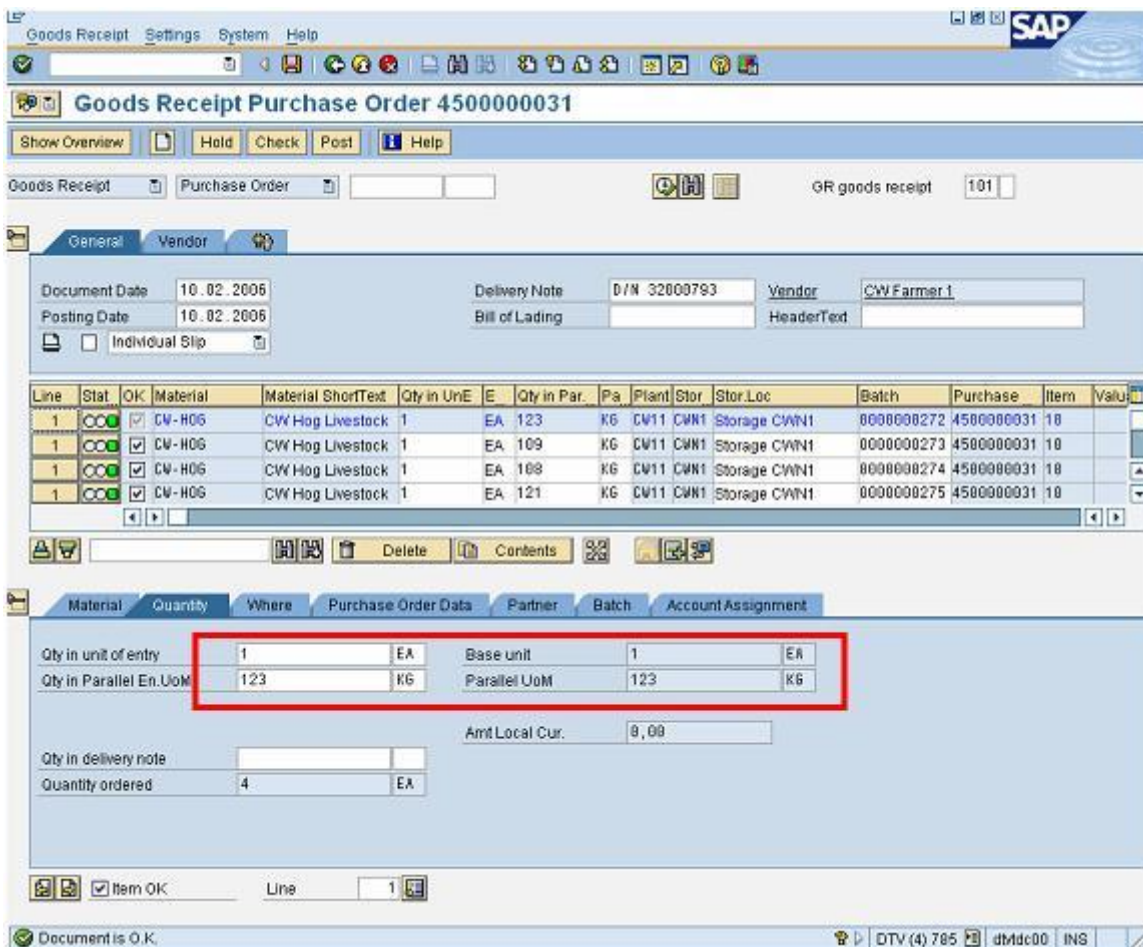 Goods Receipt Settings System Help
SAP
Goods Receipt Purchase Order 4500000031
Show Overview Hold Check Post Help
Goods Receipt Purchase Order GR goods receipt 101
General Vendor
Document Date 10.02.2006 Delivery Note D/N 32000793 Vendor CW Farmer 1
Posting Date 10.02.2006 Bill of Lading HeaderText
Individual Slip
Line Stat. OK Material Material ShortText Qty in UnE E Qty in Par. Pa Plant Stor Stor.Loc Batch Purchase Item Valu
1 CW-HOG CW Hog Livestock 1 EA 123 KG CW11 CWN1 Storage CWN1 0000000272 4500000031 10
1 CW-HOG CW Hog Livestock 1 EA 109 KG CW11 CWN1 Storage CWN1 0000000273 4500000031 10
1 CW-HOG CW Hog Livestock 1 EA 108 KG CW11 CWN1 Storage CWN1 0000000274 4500000031 10
1 CW-HOG CW Hog Livestock 1 EA 121 KG CW11 CWN1 Storage CWN1 0000000275 4500000031 10
Delete Contents
Material Quantity Where Purchase Order Data Partner Batch Account Assignment
Qty in unit of entry 1 EA Base unit 1 EA
Qty in Parallel En.UoM 123 KG Parallel UoM 123 KG
Amt Local Cur. 0,00
Qty in delivery note
Quantity ordered 4 EA
Item OK Line 1
Document is O.K. DTV (4) 785 dMdc00 INS